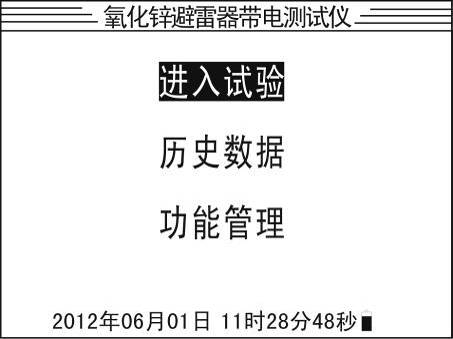 氧化锌避雷器带电测试仪
进入试验
历史数据
功能管理
2012年06月01日 11时28分48秒